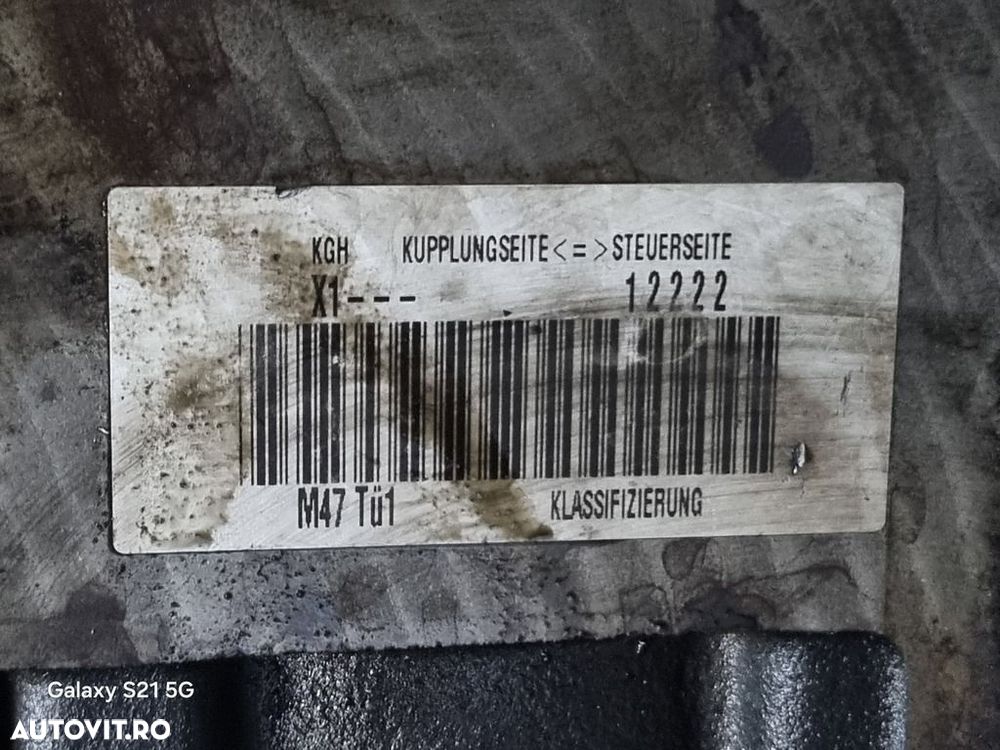 KGH KUPPLUNGSEITE<=>STEUERSEITE
X1--- 12222
M47 Tü1 KLASSIFIZIERUNG
Galaxy S21 5G
AUTOVIT.RO